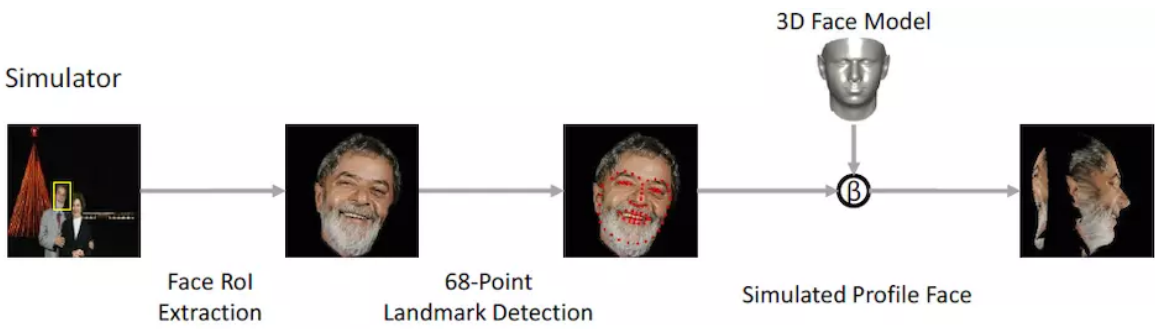 3D Face Model
Simulator
β
Face RoI
Extraction
68-Point
Landmark Detection
Simulated Profile Face